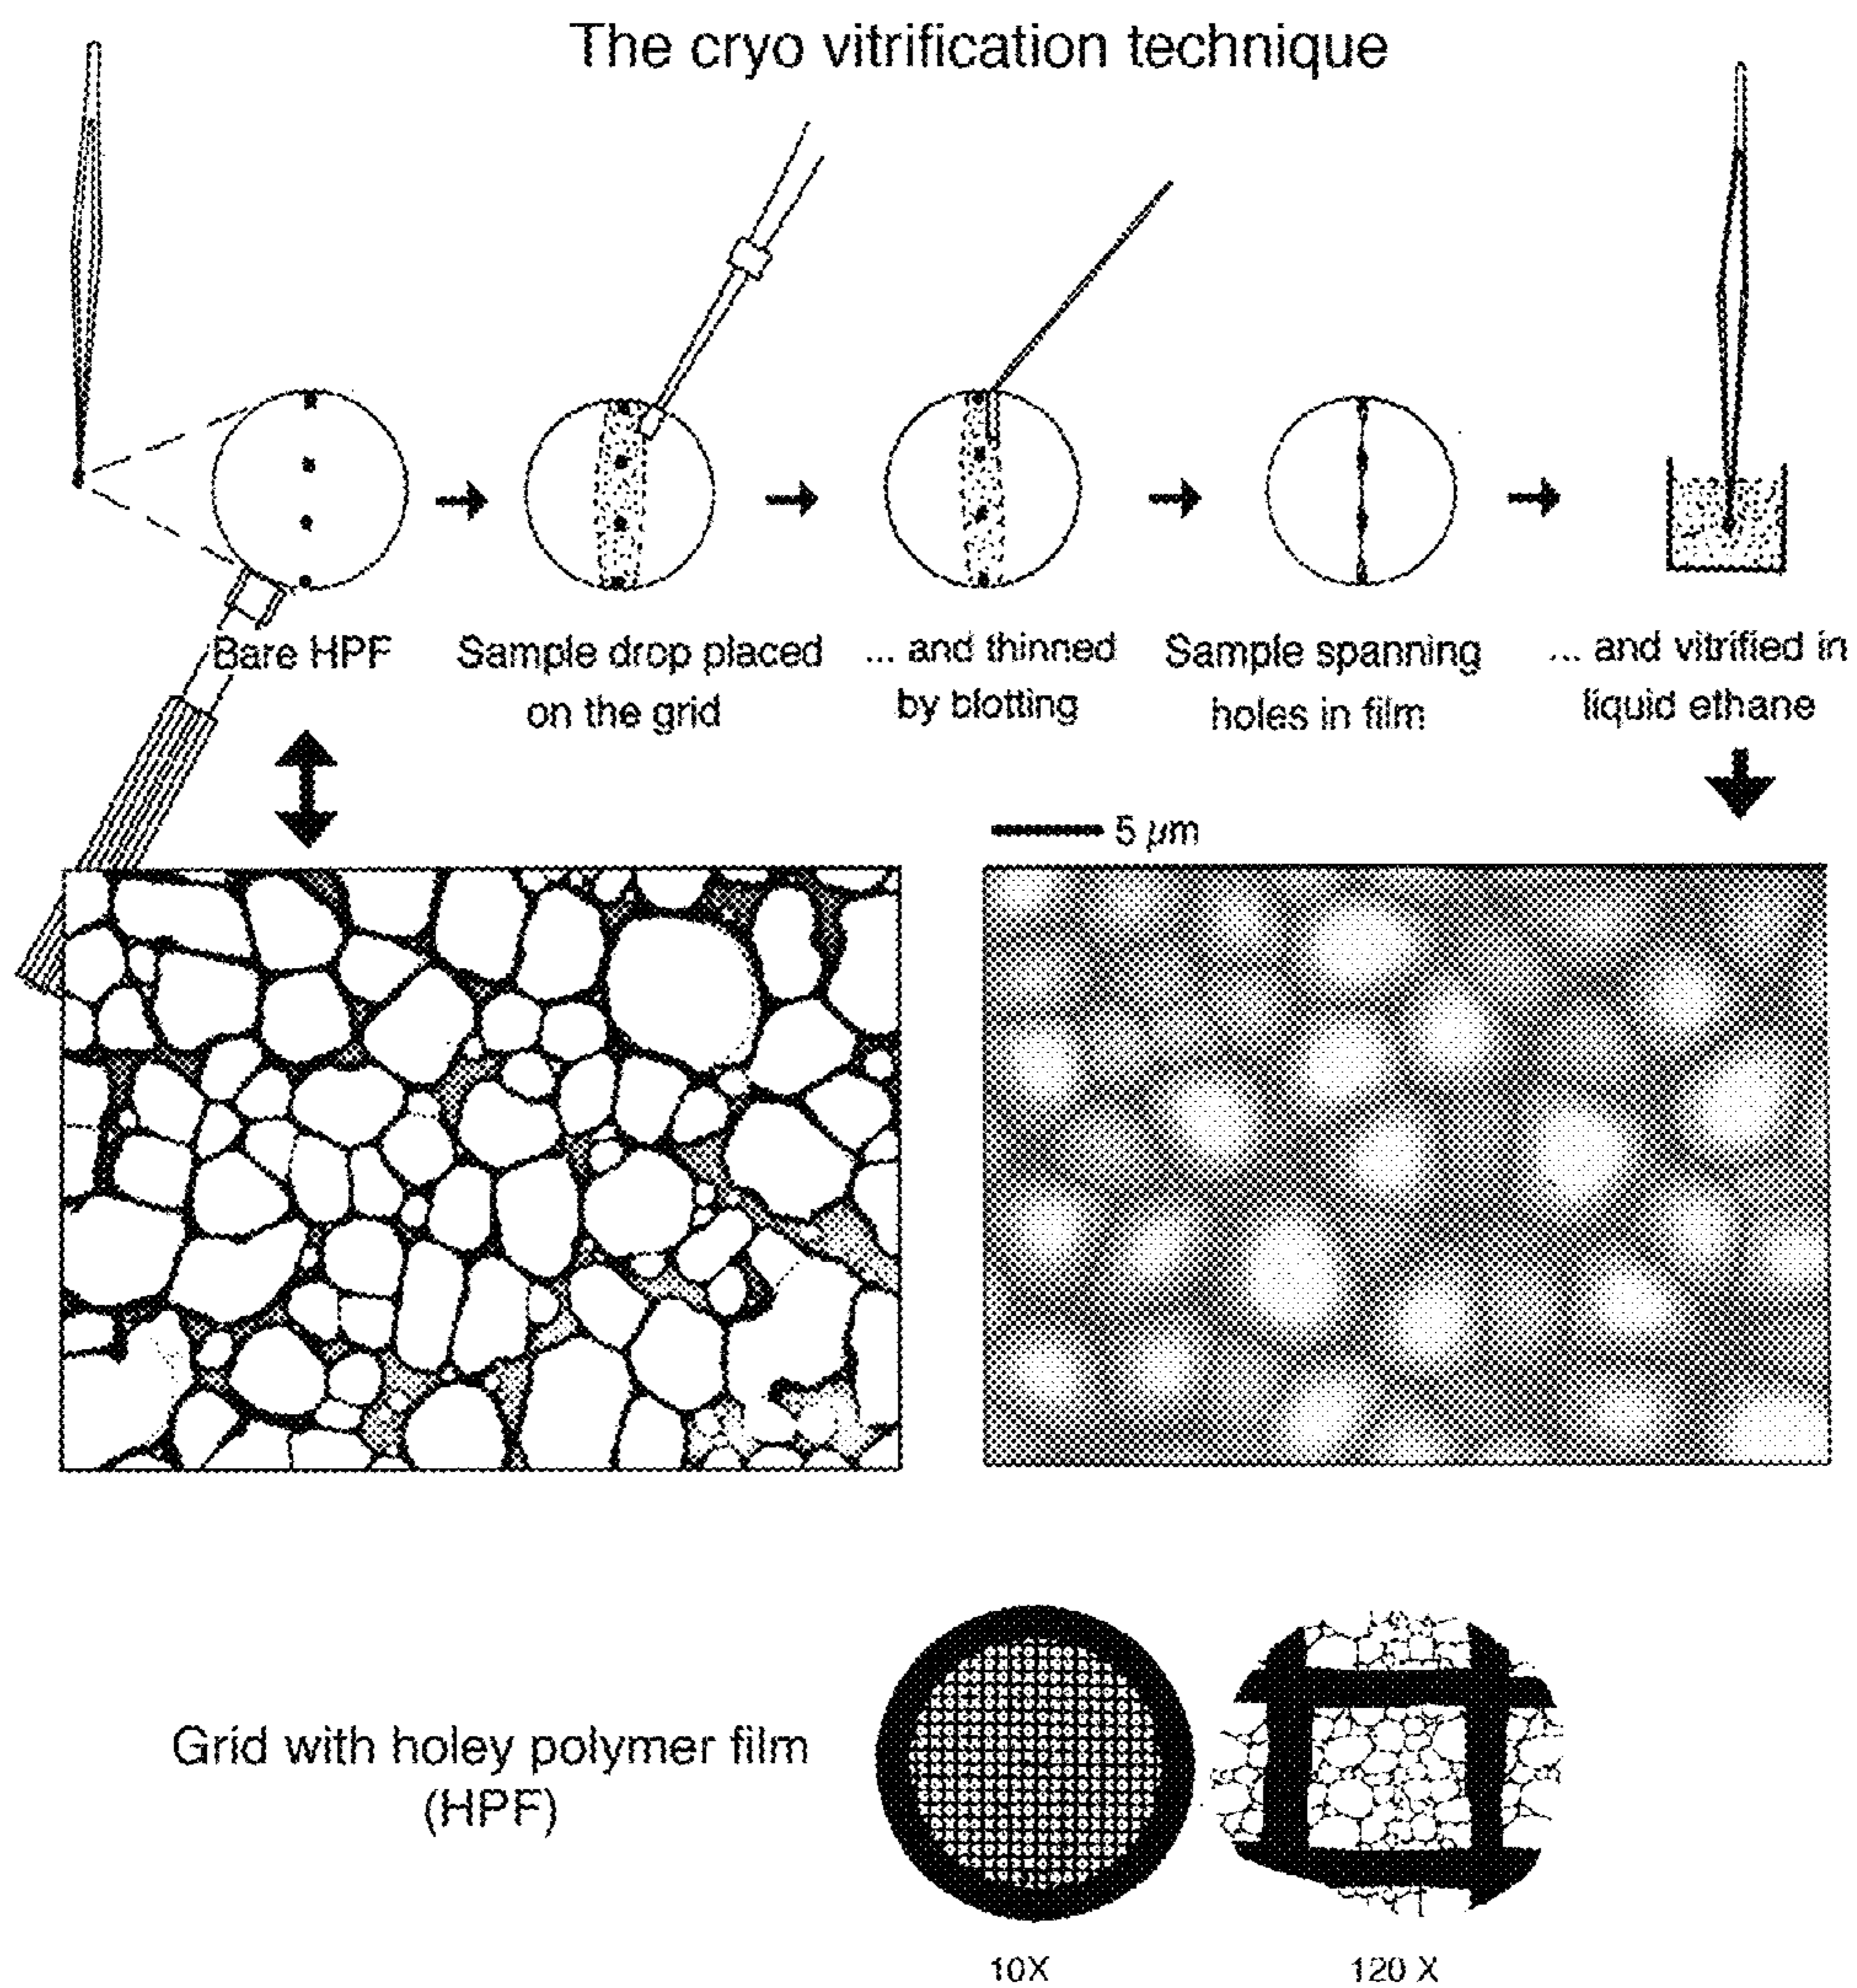 The cryo vitrification technique
Bare HPF
Sample drop placed
on the grid
... and thinned
by blotting
Sample spanning
holes in film
... and vitrified in
liquid ethane
5 µm
Grid with holey polymer film
(HPF)
10X
120 X